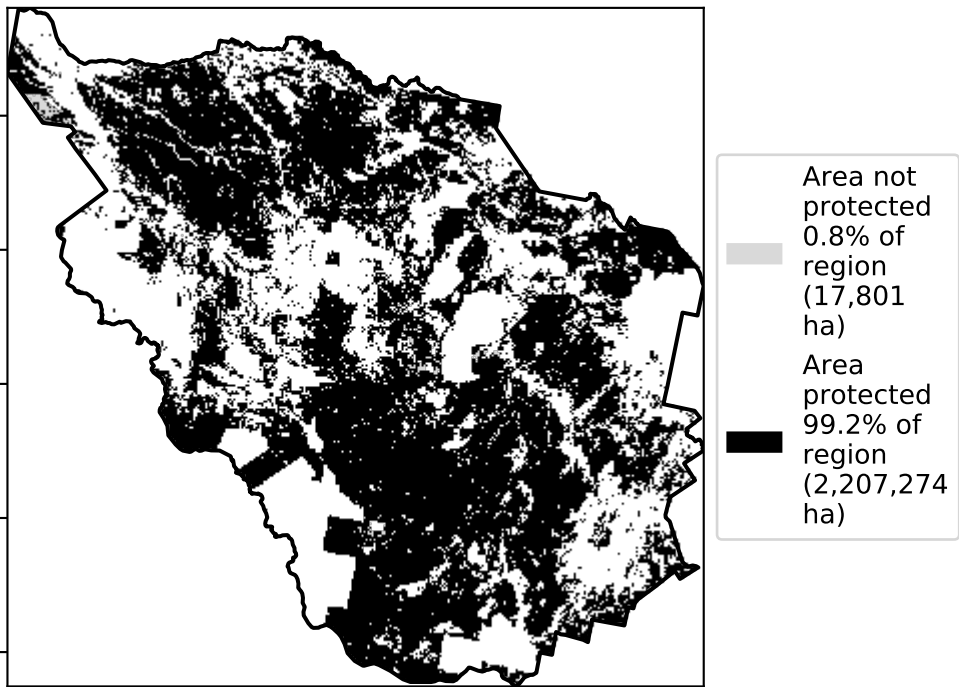 Area not
protected
0.8% of
region
(17,801
ha)
Area
protected
99.2% of
region
(2,207,274
ha)